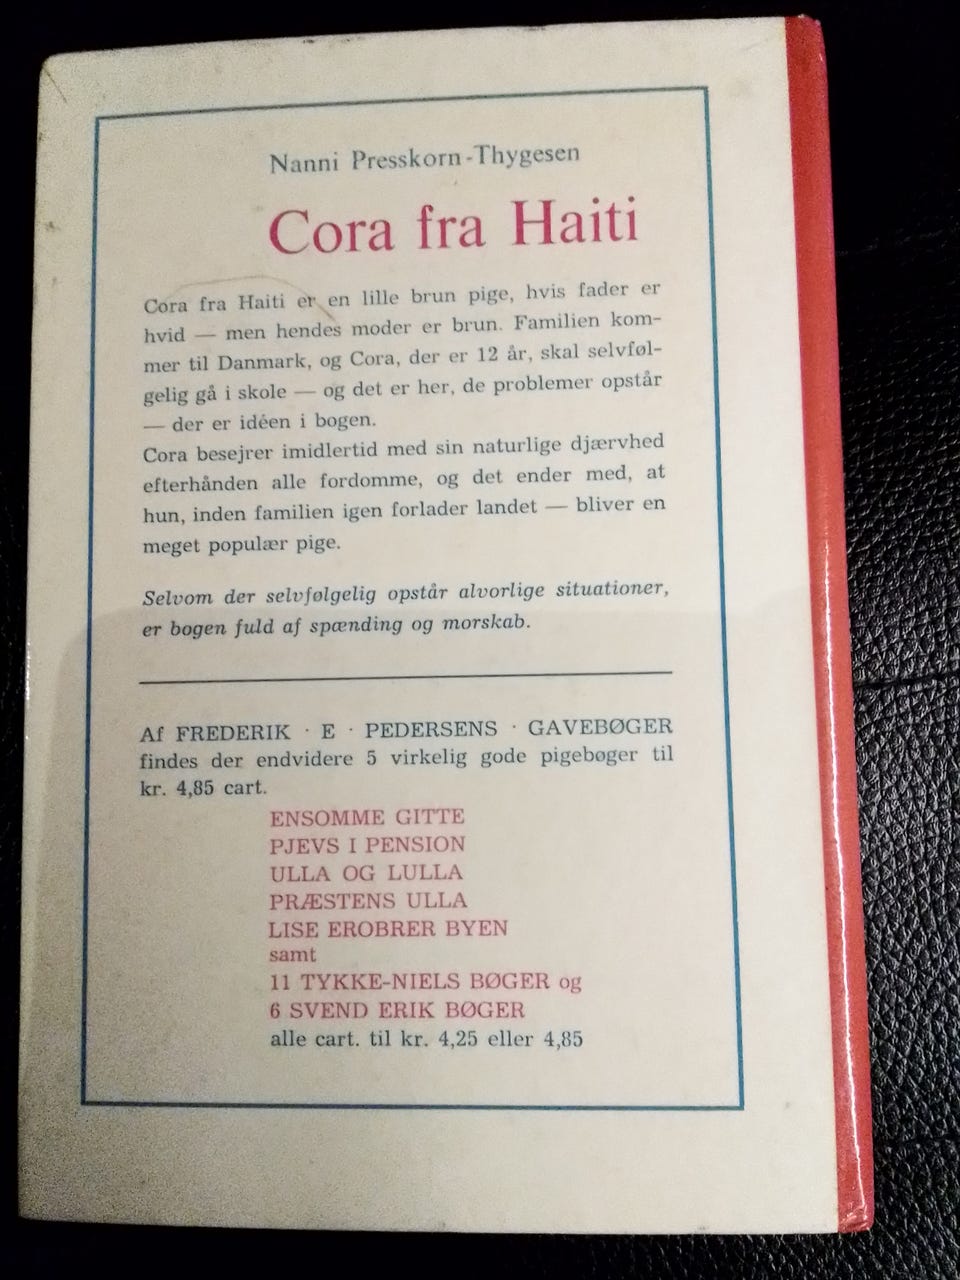 Nanni Presskorn-Thygesen
Cora fra Haiti
Cora fra Haiti er en lille brun pige, hvis fader er
hvid — men hendes moder er brun. Familien kom-
mer til Danmark, og Cora, der er 12 år, skal selvføl-
gelig gå i skole — og det er her, de problemer opstår
— der er idéen i bogen.
Cora besejrer imidlertid med sin naturlige djærvhed
efterhånden alle fordomme, og det ender med, at
hun, inden familien igen forlader landet — bliver en
meget populær pige.
Selvom der selvfølgelig opstår alvorlige situationer,
er bogen fuld af spænding og morskab.
Af FREDERIK · E · PEDERSENS · GAVEBØGER
findes der endvidere 5 virkelig gode pigebøger til
kr. 4,85 cart.
ENSOMME GITTE
PJEVS I PENSION
ULLA OG LULLA
PRÆSTENS ULLA
LISE EROBRER BYEN
samt
11 TYKKE-NIELS BØGER og
6 SVEND ERIK BØGER
alle cart. til kr. 4,25 eller 4,85